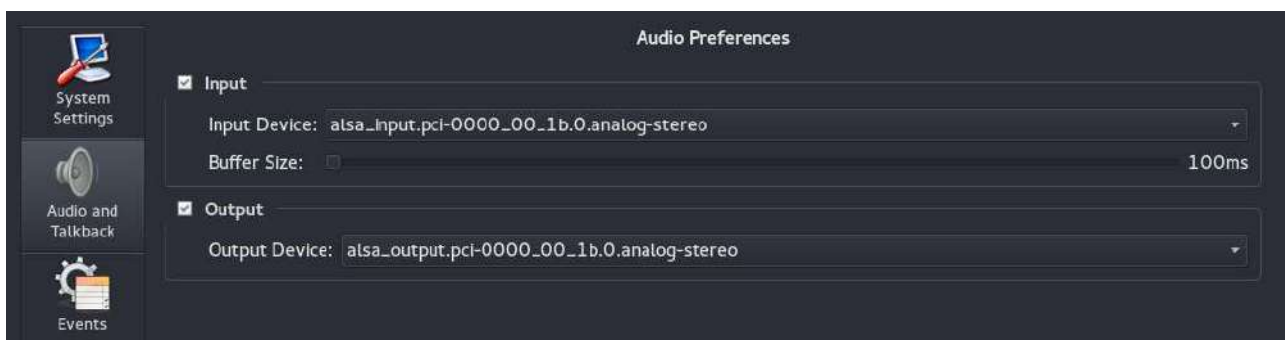 Audio Preferences
System
Settings
Input
Input Device: alsa_input.pci-0000_00_1b.0.analog-stereo
Buffer Size: 100ms
Audio and
Talkback
Output
Output Device: alsa_output.pci-0000_00_1b.0.analog-stereo
Events